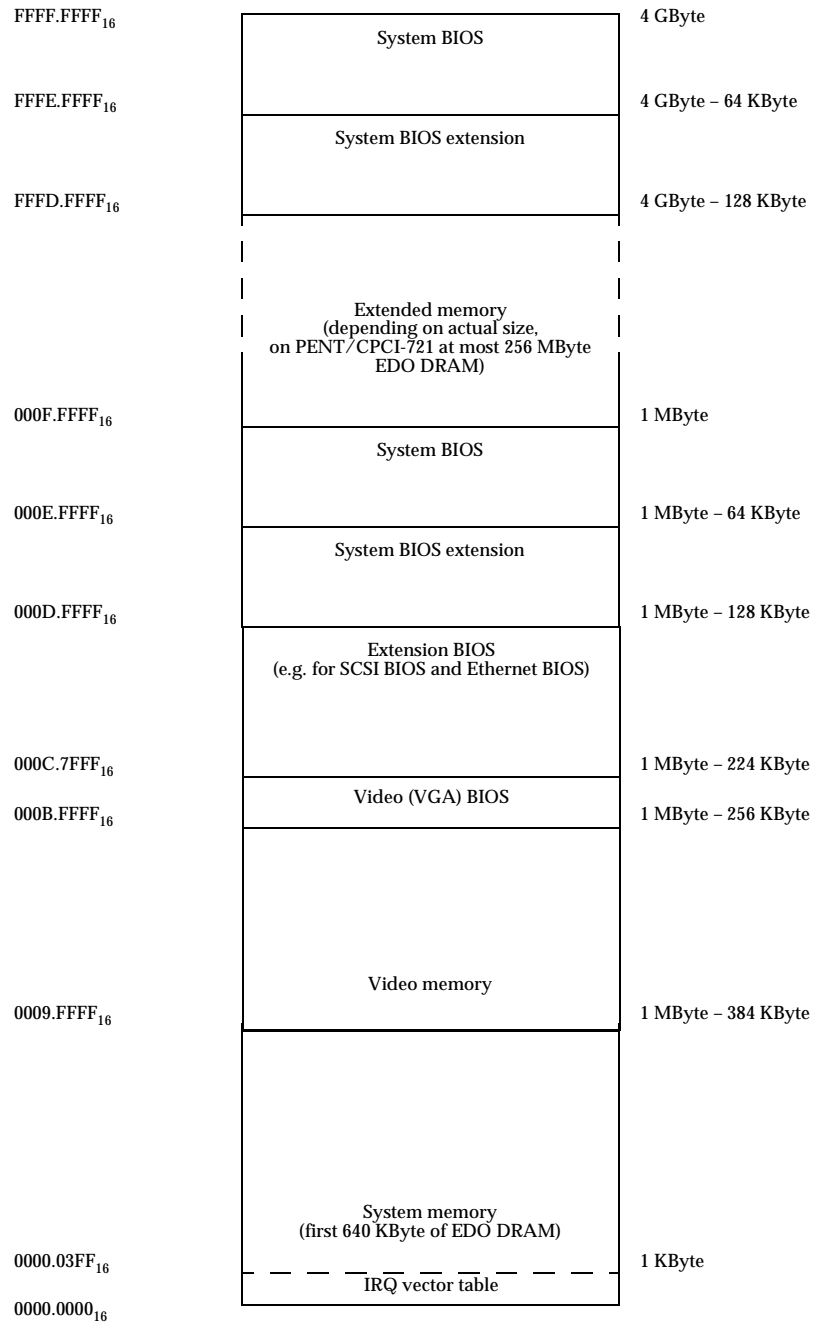 FFFF.FFFF₁₆ 4 GByte
System BIOS
FFFE.FFFF₁₆ 4 GByte – 64 KByte
System BIOS extension
FFFD.FFFF₁₆ 4 GByte – 128 KByte
Extended memory
(depending on actual size,
on PENT/CPCI-721 at most 256 MByte
EDO DRAM)
000F.FFFF₁₆ 1 MByte
System BIOS
000E.FFFF₁₆ 1 MByte – 64 KByte
System BIOS extension
000D.FFFF₁₆ 1 MByte – 128 KByte
Extension BIOS
(e.g. for SCSI BIOS and Ethernet BIOS)
000C.7FFF₁₆ 1 MByte – 224 KByte
Video (VGA) BIOS
000B.FFFF₁₆ 1 MByte – 256 KByte
Video memory
0009.FFFF₁₆ 1 MByte – 384 KByte
System memory
(first 640 KByte of EDO DRAM)
0000.03FF₁₆ 1 KByte
IRQ vector table
0000.0000₁₆